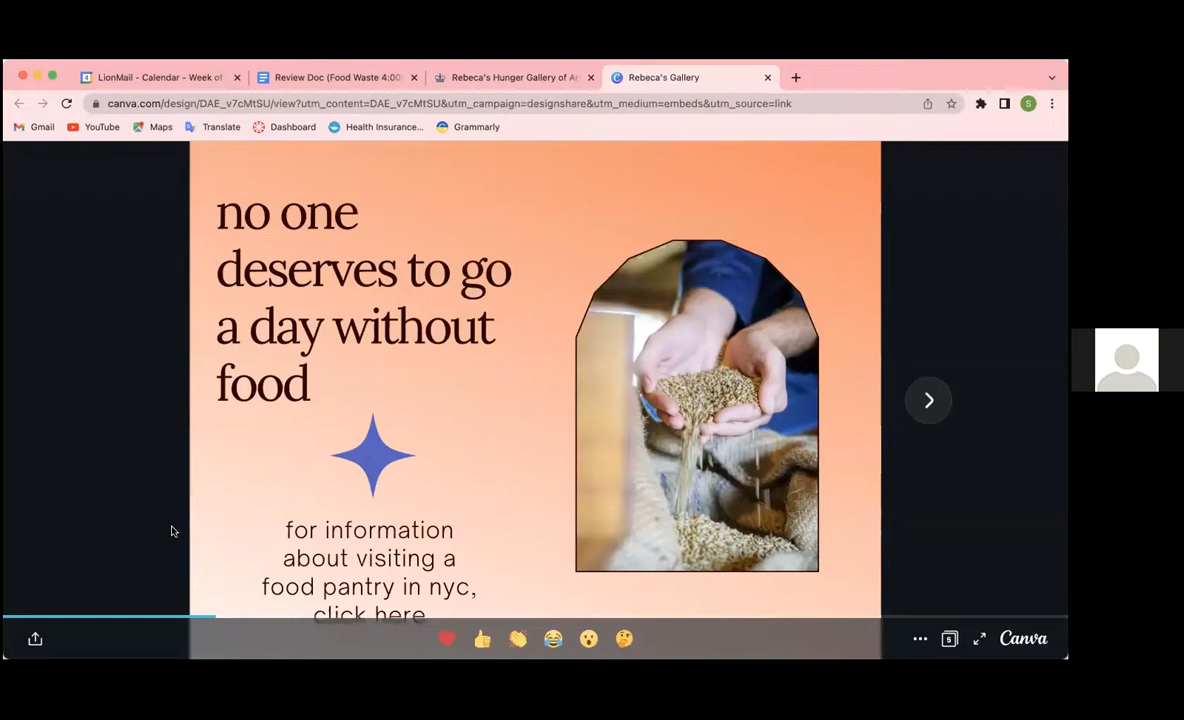 LionMail - Calendar - Week of
Review Doc (Food Waste 4:00
Rebeca's Hunger Gallery of Ar
Rebeca's Gallery
canva.com/design/DAE_v7cMtSU/view?utm_content=DAE_v7cMtSU&utm_campaign=designshare&utm_medium=embeds&utm_source=link
S
Gmail
YouTube
Maps
Translate
Dashboard
Health Insurance...
Grammarly
no one
deserves to go
a day without
food
for information
about visiting a
food pantry in nyc,
click here
5
Canva